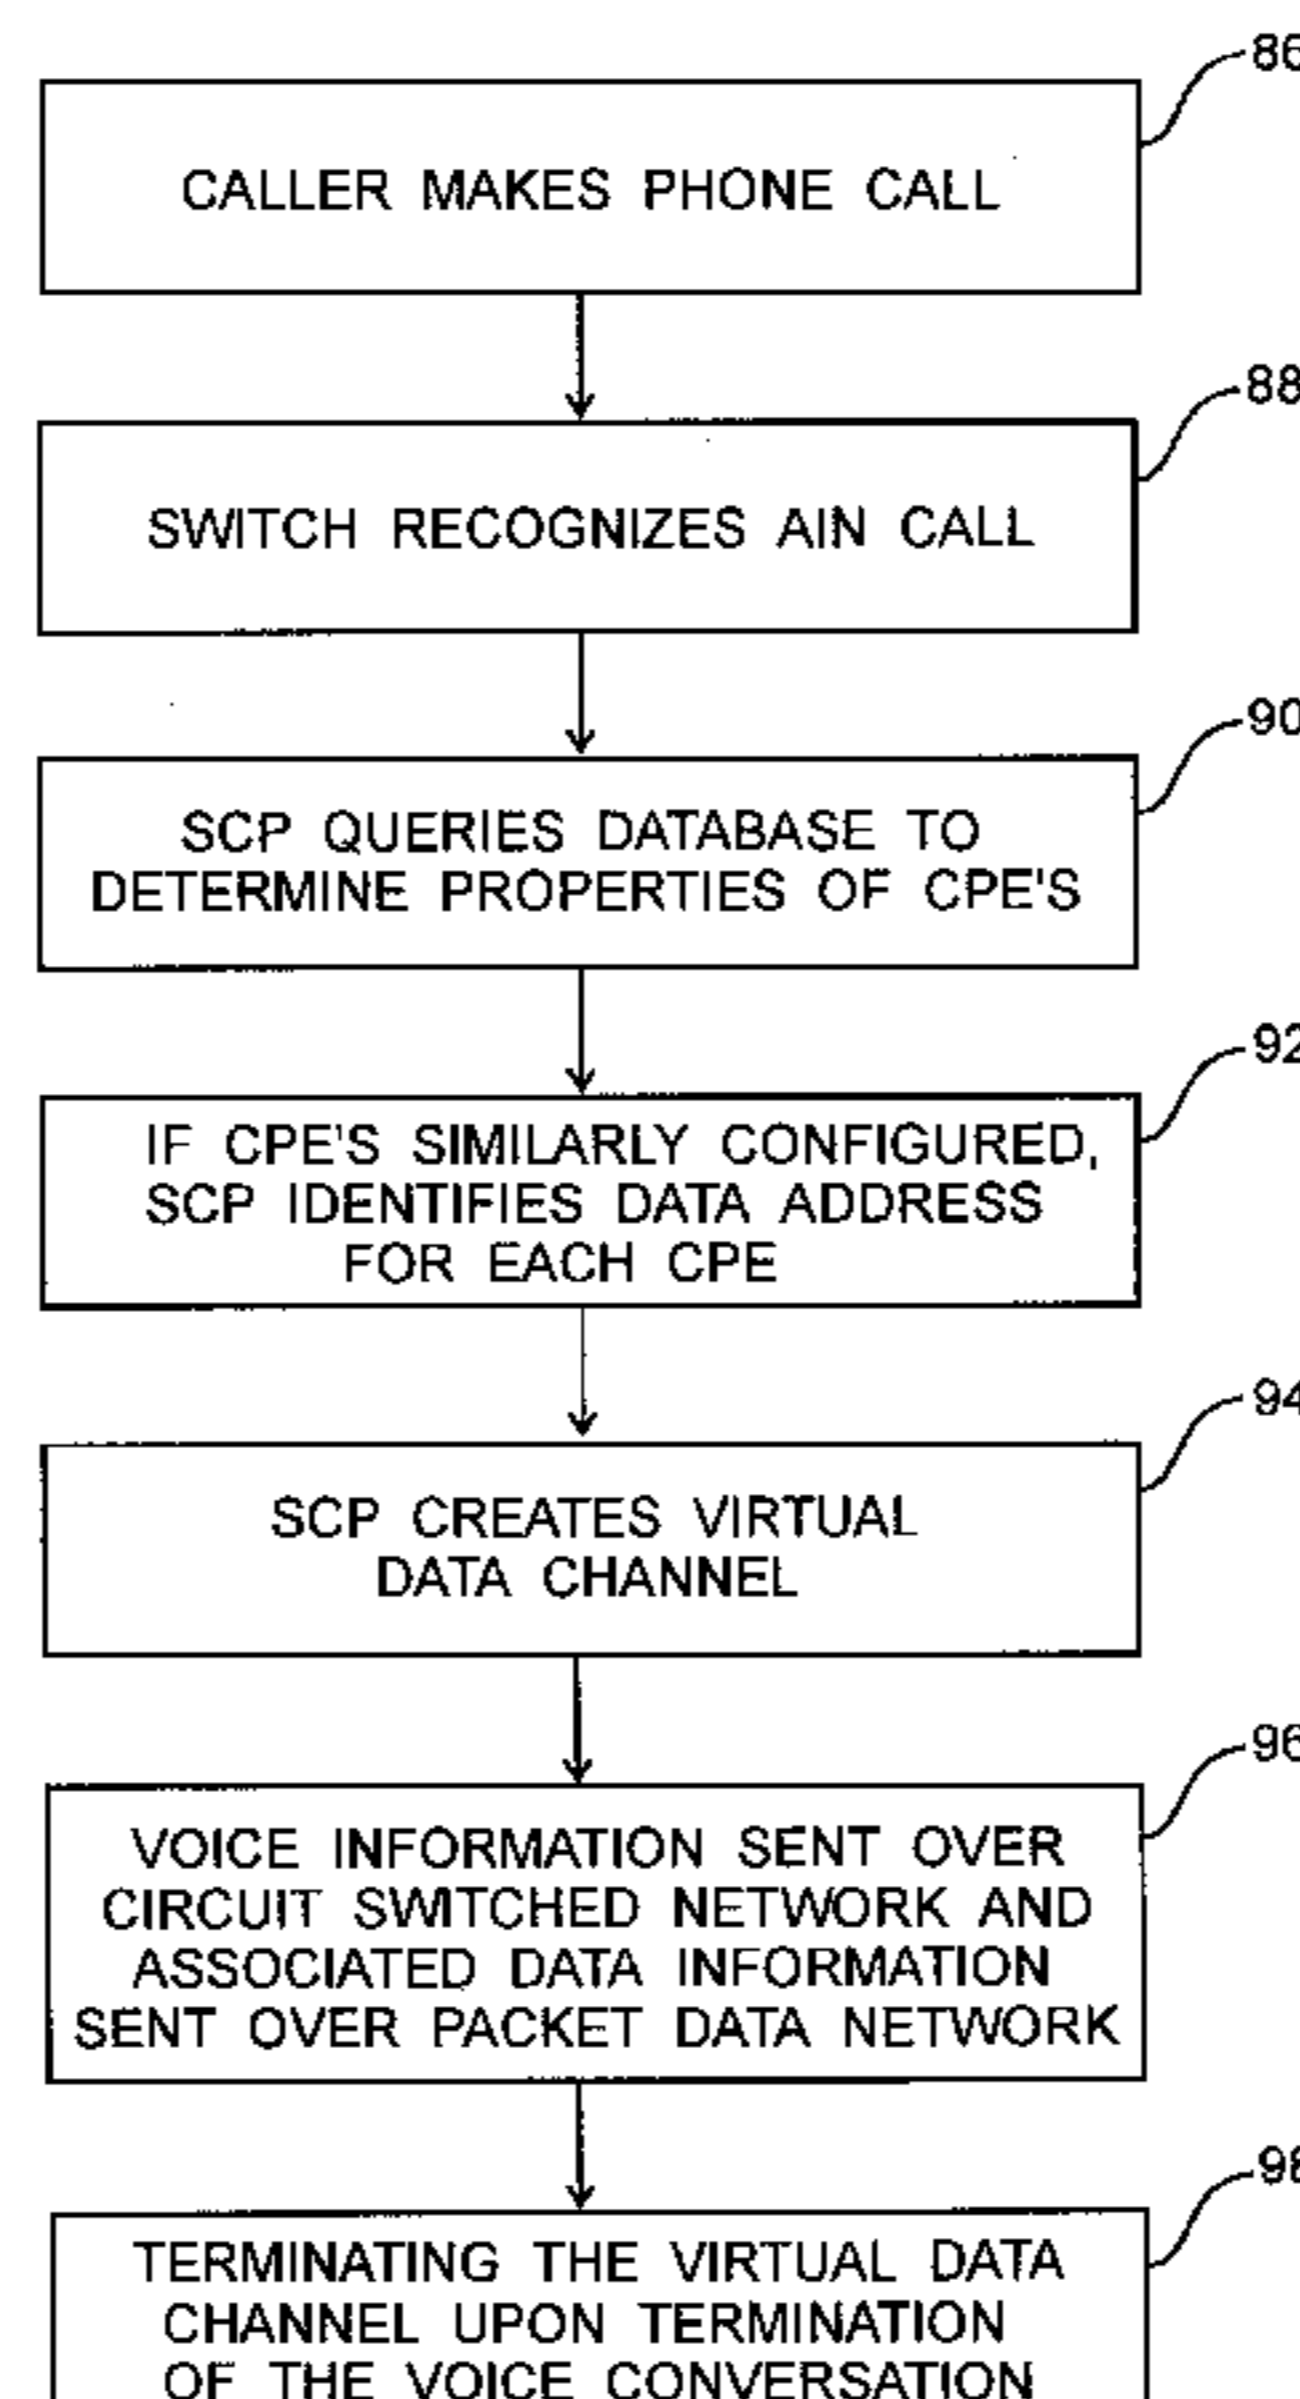 86
CALLER MAKES PHONE CALL
88
SWITCH RECOGNIZES AIN CALL
90
SCP QUERIES DATABASE TO
DETERMINE PROPERTIES OF CPE'S
92
IF CPE'S SIMILARLY CONFIGURED,
SCP IDENTIFIES DATA ADDRESS
FOR EACH CPE
94
SCP CREATES VIRTUAL
DATA CHANNEL
96
VOICE INFORMATION SENT OVER
CIRCUIT SWITCHED NETWORK AND
ASSOCIATED DATA INFORMATION
SENT OVER PACKET DATA NETWORK
98
TERMINATING THE VIRTUAL DATA
CHANNEL UPON TERMINATION
OF THE VOICE CONVERSATION